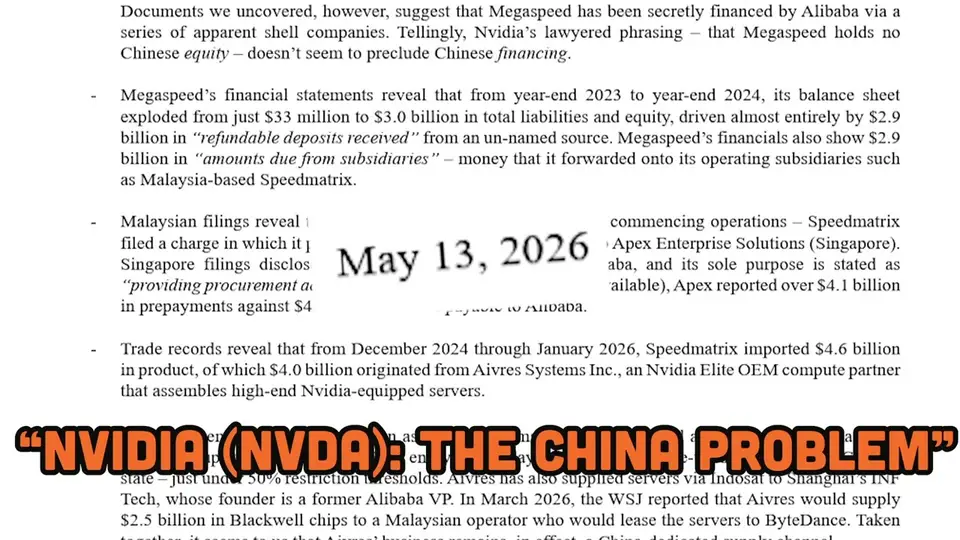 Documents we uncovered, however, suggest that Megaspeed has been secretly financed by Alibaba via a
series of apparent shell companies. Tellingly, Nvidia's lawyered phrasing – that Megaspeed holds no
Chinese equity – doesn't seem to preclude Chinese financing.
- Megaspeed's financial statements reveal that from year-end 2023 to year-end 2024, its balance sheet
exploded from just $33 million to $3.0 billion in total liabilities and equity, driven almost entirely by $2.9
billion in "refundable deposits received" from an un-named source. Megaspeed's financials also show $2.9
billion in "amounts due from subsidiaries" – money that it forwarded onto its operating subsidiaries such
as Malaysia-based Speedmatrix.
- Malaysian filings reveal commencing operations – Speedmatrix
filed a charge in which it Apex Enterprise Solutions (Singapore).
Singapore filings and its sole purpose is stated as
"providing procurement Apex reported over $4.1 billion
in prepayments against $4 to Alibaba.
May 13, 2026
- Trade records reveal that from December 2024 through January 2026, Speedmatrix imported $4.6 billion
in product, of which $4.0 billion originated from Aivres Systems Inc., an Nvidia Elite OEM compute partner
that assembles high-end Nvidia-equipped servers.
"NVIDIA (NVDA): THE CHINA PROBLEM"
state – just under 50% restriction thresholds. Aivres has also supplied servers via Indosat to Shanghai's INF
Tech, whose founder is a former Alibaba VP. In March 2026, the WSJ reported that Aivres would supply
$2.5 billion in Blackwell chips to a Malaysian operator who would lease the servers to ByteDance. Taken